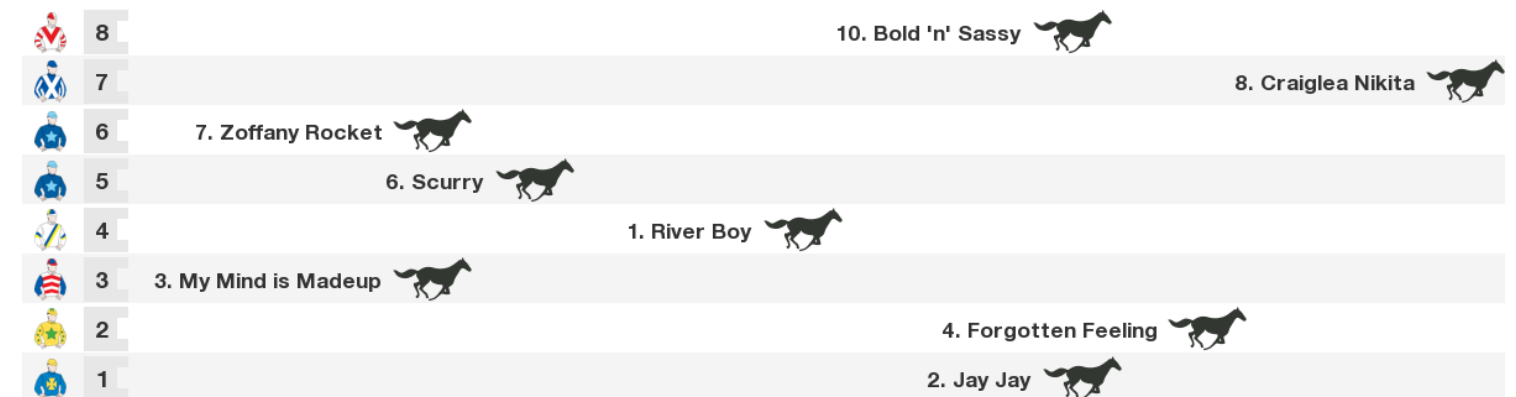 8 10. Bold 'n' Sassy
7 8. Craiglea Nikita
6 7. Zoffany Rocket
5 6. Scurry
4 1. River Boy
3 3. My Mind is Madeup
2 4. Forgotten Feeling
1 2. Jay Jay